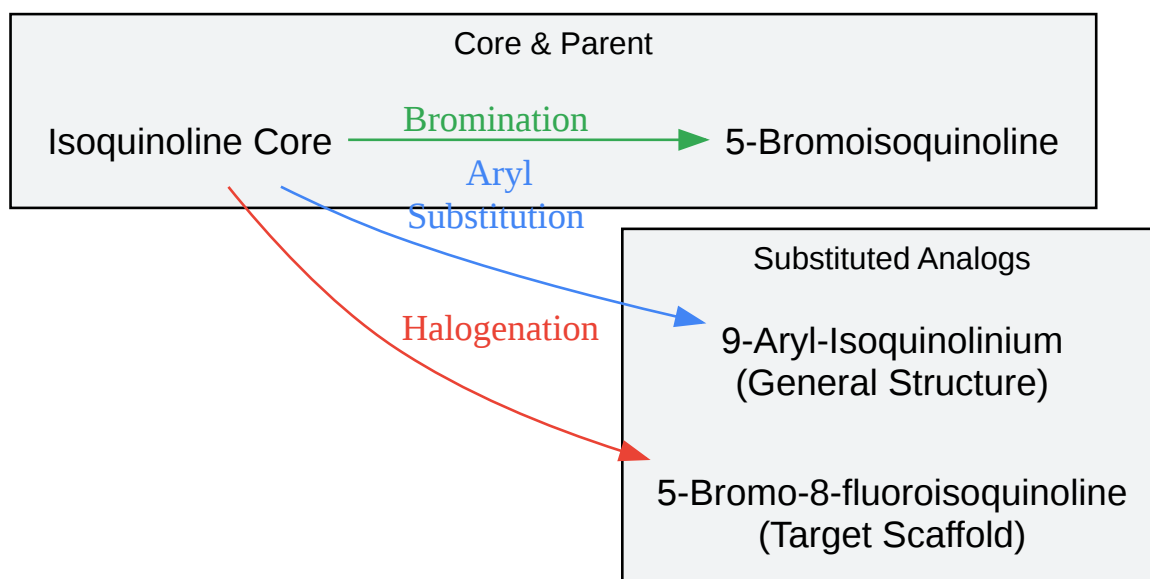 Core & Parent
Isoquinoline Core
Bromination
5-Bromoisoquinoline
Aryl
Substitution
Substituted Analogs
Halogenation
9-Aryl-Isoquinolinium
(General Structure)
5-Bromo-8-fluoroisoquinoline
(Target Scaffold)